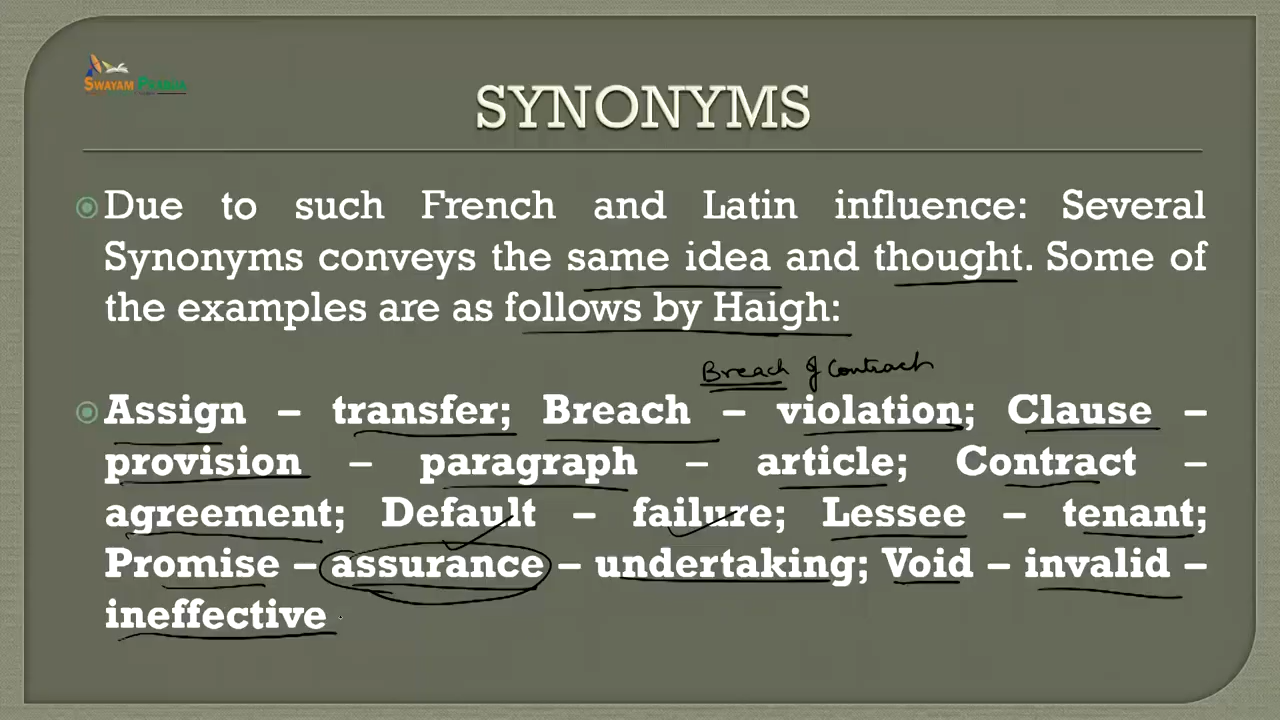 SWAYAM PRABHA
SYNONYMS
Due to such French and Latin influence: Several
Synonyms conveys the same idea and thought. Some of
the examples are as follows by Haigh:
Breach of Contract
Assign – transfer; Breach – violation; Clause –
provision – paragraph – article; Contract –
agreement; Default – failure; Lessee – tenant;
Promise – assurance – undertaking; Void – invalid –
ineffective